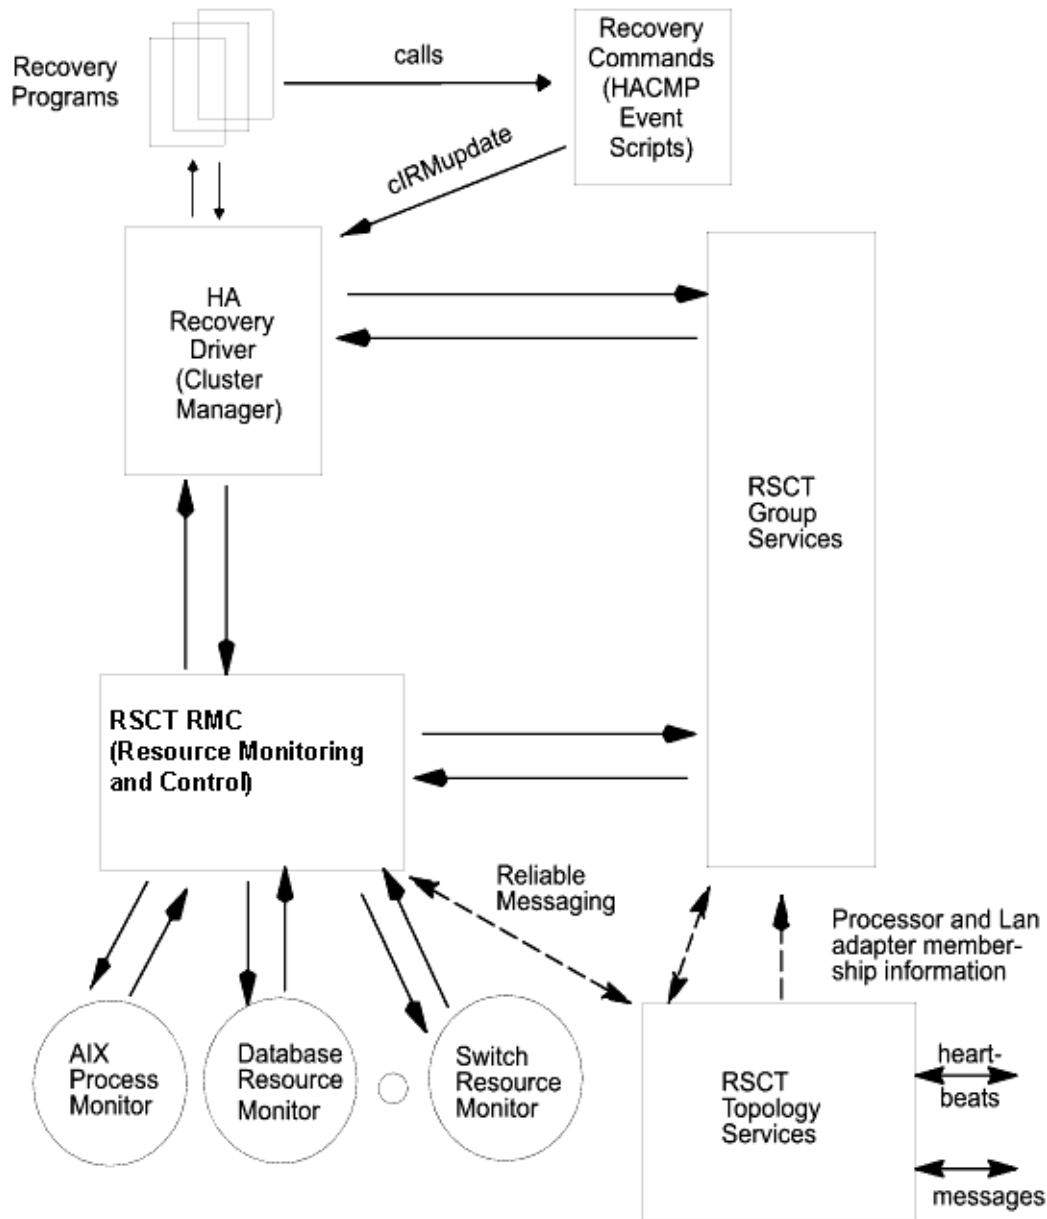 Recovery
Programs
calls
Recovery
Commands
(HACMP
Event
Scripts)
clRMupdate
HA
Recovery
Driver
(Cluster
Manager)
RSCT
Group
Services
RSCT RMC
(Resource Monitoring
and Control)
Reliable
Messaging
Processor and Lan
adapter member-
ship information
AIX
Process
Monitor
Database
Resource
Monitor
Switch
Resource
Monitor
RSCT
Topology
Services
heart-
beats
messages